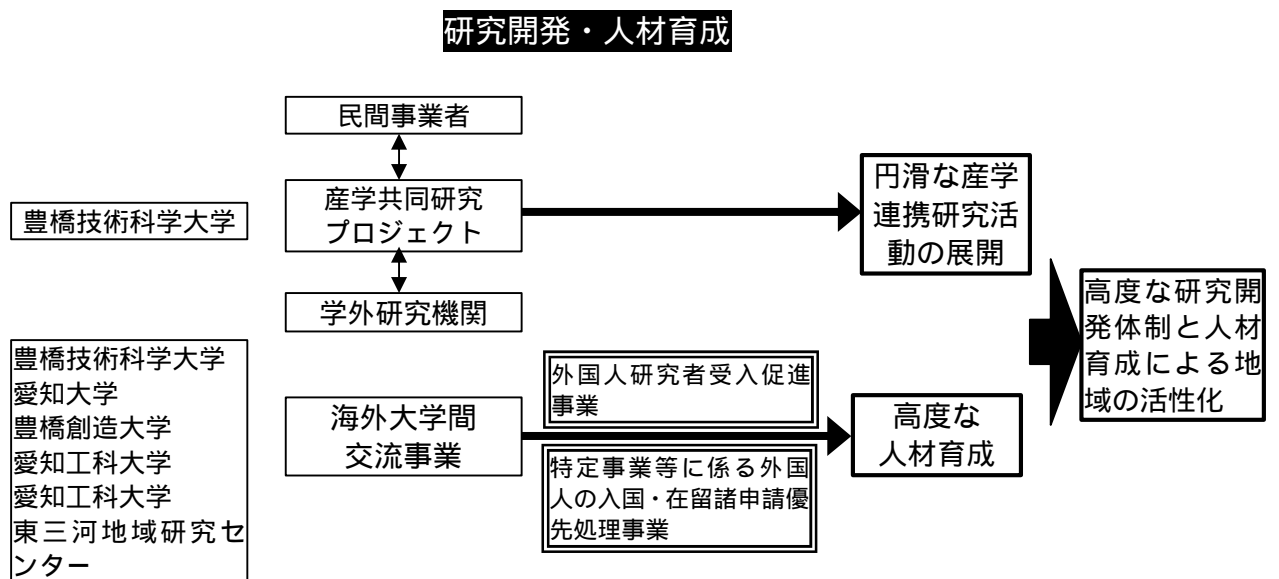 研究開発・人材育成
民間事業者
豊橋技術科学大学
産学共同研究
プロジェクト
円滑な産学
連携研究活
動の展開
学外研究機関
高度な研究開
発体制と人材
育成による地
域の活性化
豊橋技術科学大学
愛知大学
豊橋創造大学
愛知工科大学
愛知工科大学
東三河地域研究セ
ンター
海外大学間
交流事業
外国人研究者受入促進
事業
特定事業等に係る外国
人の入国・在留諸申請優
先処理事業
高度な
人材育成